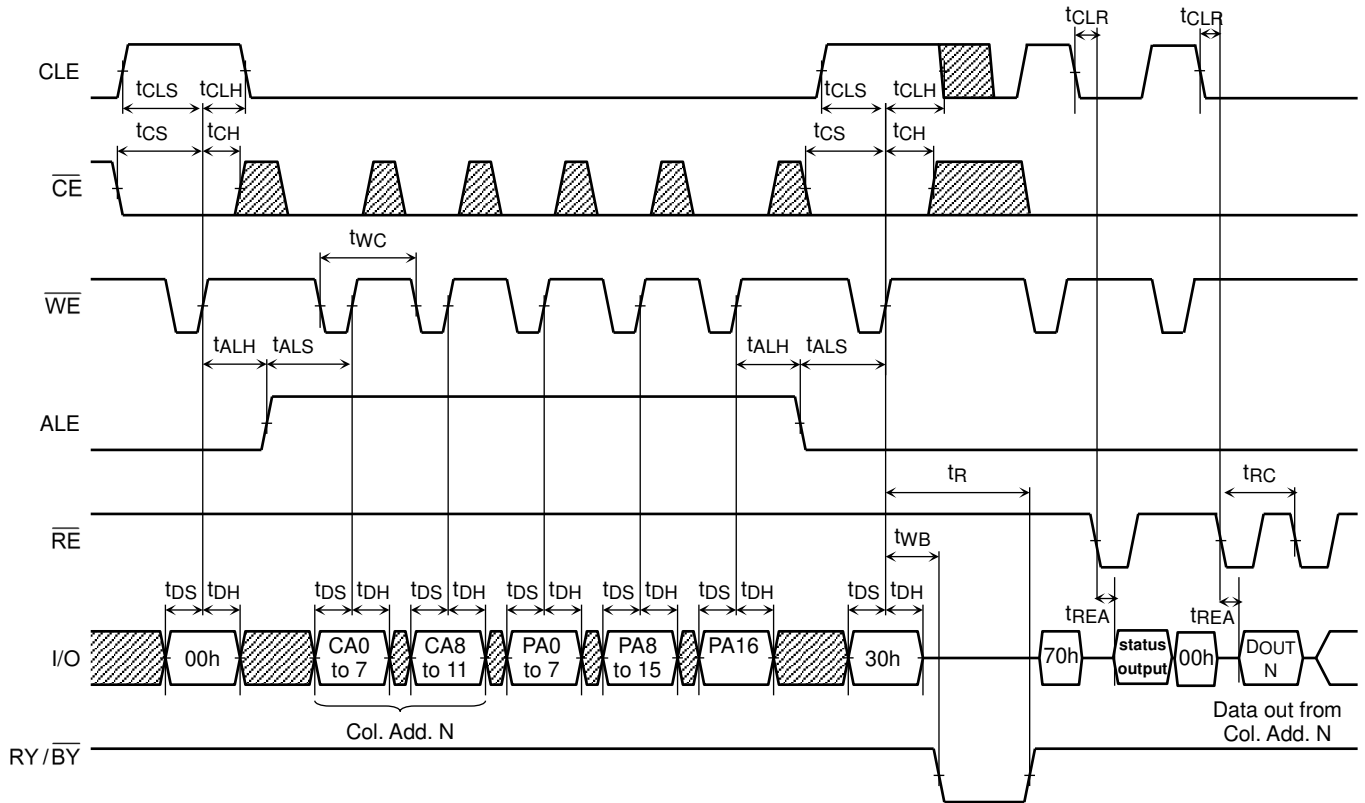 tCLR tCLR
CLE
tCLS tCLH tCLS tCLH
tCS tCH tCS tCH
CE
tWC
WE
tALH tALS tALH tALS
ALE
tR tRC
RE
tWB
tDS tDH tDS tDH tDS tDH tDS tDH tDS tDH tDS tDH tDS tDH
tREA tREA
I/O
00h
CA0
to 7
CA8
to 11
PA0
to 7
PA8
to 15
PA16
30h
70h
status
output
00h
DOUT
N
Col. Add. N
Data out from
Col. Add. N
RY/BY